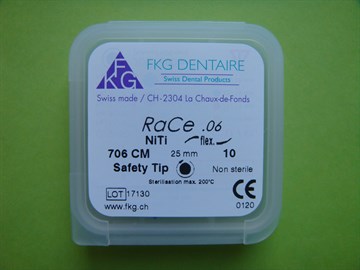 FKG
FKG DENTAIRE
Swiss Dental Products
Swiss made / CH-2304 La Chaux-de-Fonds
RaCe .06
NiTi flex.
706 CM 25 mm 10
Safety Tip Non sterile
Sterilisation max. 200°C
LOT 17130 CE
www.fkg.ch 0120